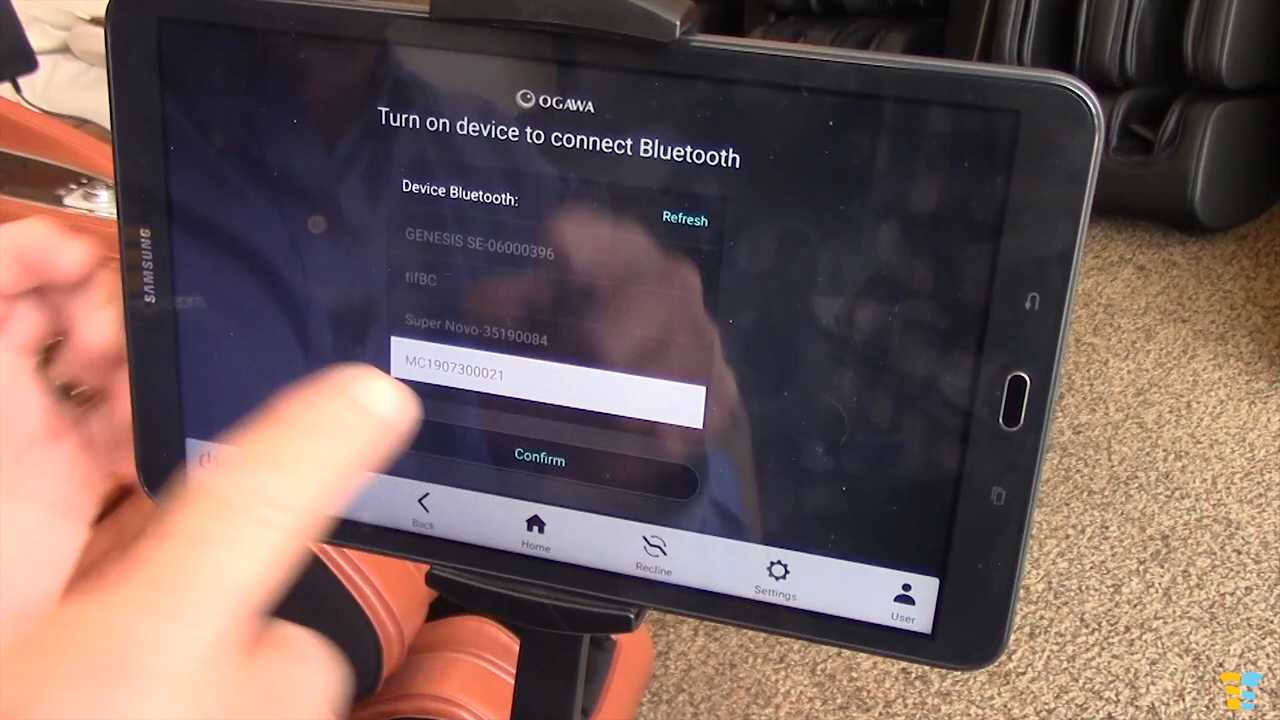 OGAWA
Turn on device to connect Bluetooth
Device Bluetooth:
Refresh
GENESIS SE-06000396
tifBC
Super Novo-35190084
MC1907300021
Confirm
Back
Home
Recline
Settings
User
SAMSUNG